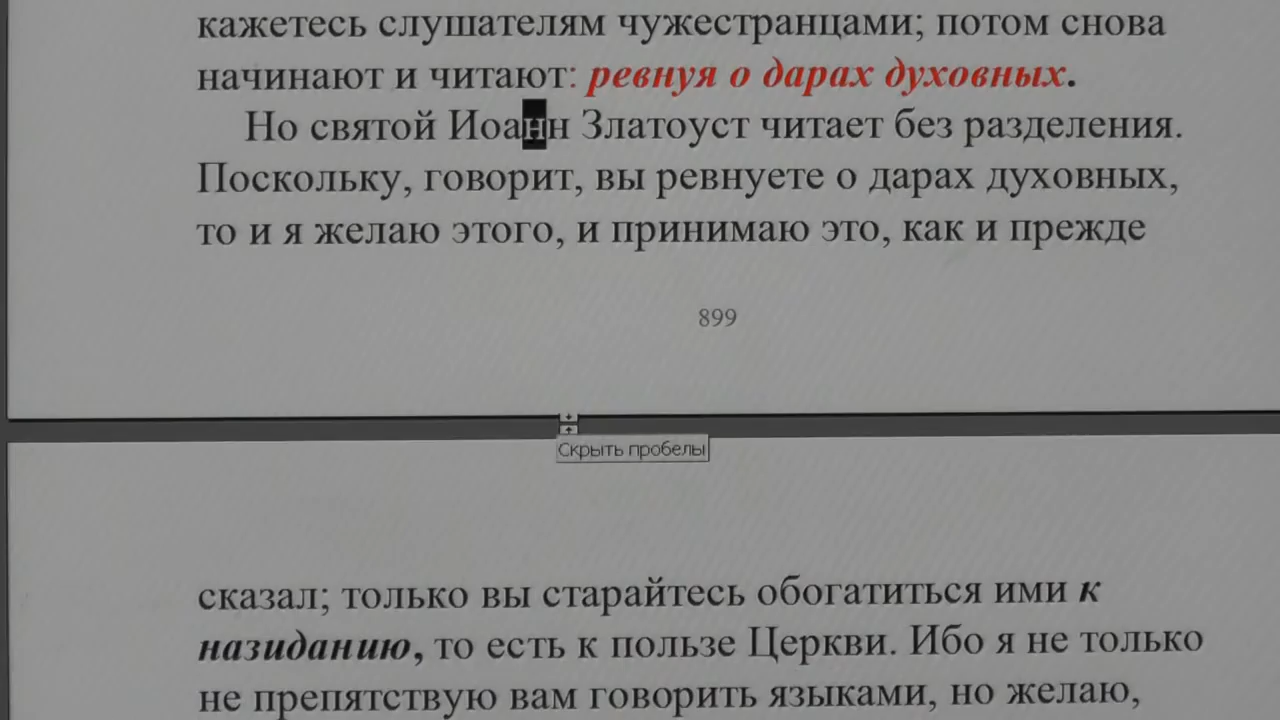 кажетесь слушателям чужестранцами; потом снова
начинают и читают: ревнуя о дарах духовных.
Но святой Иоанн Златоуст читает без разделения.
Поскольку, говорит, вы ревнуете о дарах духовных,
то и я желаю этого, и принимаю это, как и прежде
899
Скрыть пробелы
сказал; только вы старайтесь обогатиться ими к
назиданию, то есть к пользе Церкви. Ибо я не только
не препятствую вам говорить языками, но желаю,